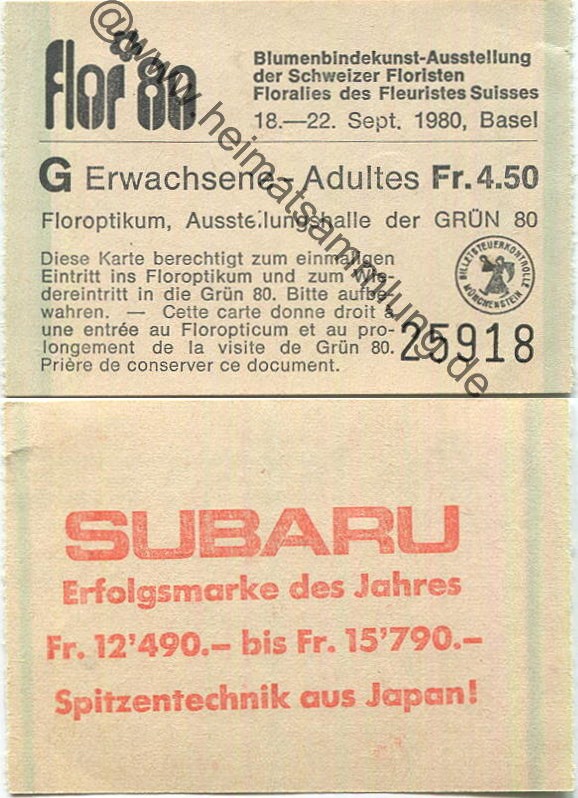 flor 80
Blumenbindekunst-Ausstellung
der Schweizer Floristen
Floralies des Fleuristes Suisses
18.—22. Sept. 1980, Basel
G Erwachsene - Adultes Fr. 4.50
Floroptikum, Ausstellungshalle der GRÜN 80
Diese Karte berechtigt zum einmaligen
Eintritt ins Floroptikum und zum Wie-
dereintritt in die Grün 80. Bitte aufbe-
wahren. — Cette carte donne droit à
une entrée au Floropticum et au pro-
longement de la visite de Grün 80.
Prière de conserver ce document.
BILLETSTEUERKONTROLLE
MÜNCHENSTEIN
25918
@www.heimatsammlung.de
SUBARU
Erfolgsmarke des Jahres
Fr. 12'490.– bis Fr. 15'790.–
Spitzentechnik aus Japan!